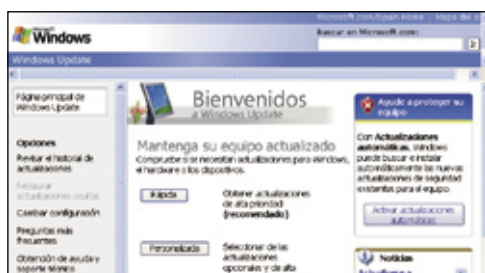 Microsoft.com/Spain Home | Mapa del
Windows
Buscar en Microsoft.com:
Ir
Windows Update
Página principal de
Windows Update
Opciones
Revisar el historial de
actualizaciones
Restaurar
actualizaciones ocultas
Cambiar configuración
Preguntas más
frecuentes
Obtención de ayuda y
soporte técnico
Bienvenidos
a Windows Update
Mantenga su equipo actualizado
Compruebe si se necesitan actualizaciones para Windows,
el hardware o los dispositivos.
Rápida
Obtener actualizaciones
de alta prioridad
(recomendado)
Personalizada
Seleccionar de las
actualizaciones
opcionales y de alta
Ayude a proteger su
equipo
Con Actualizaciones
automáticas, Windows
puede buscar e instalar
automáticamente las nuevas
actualizaciones de seguridad
existentes para el equipo.
Activar actualizaciones
automáticas
Noticias